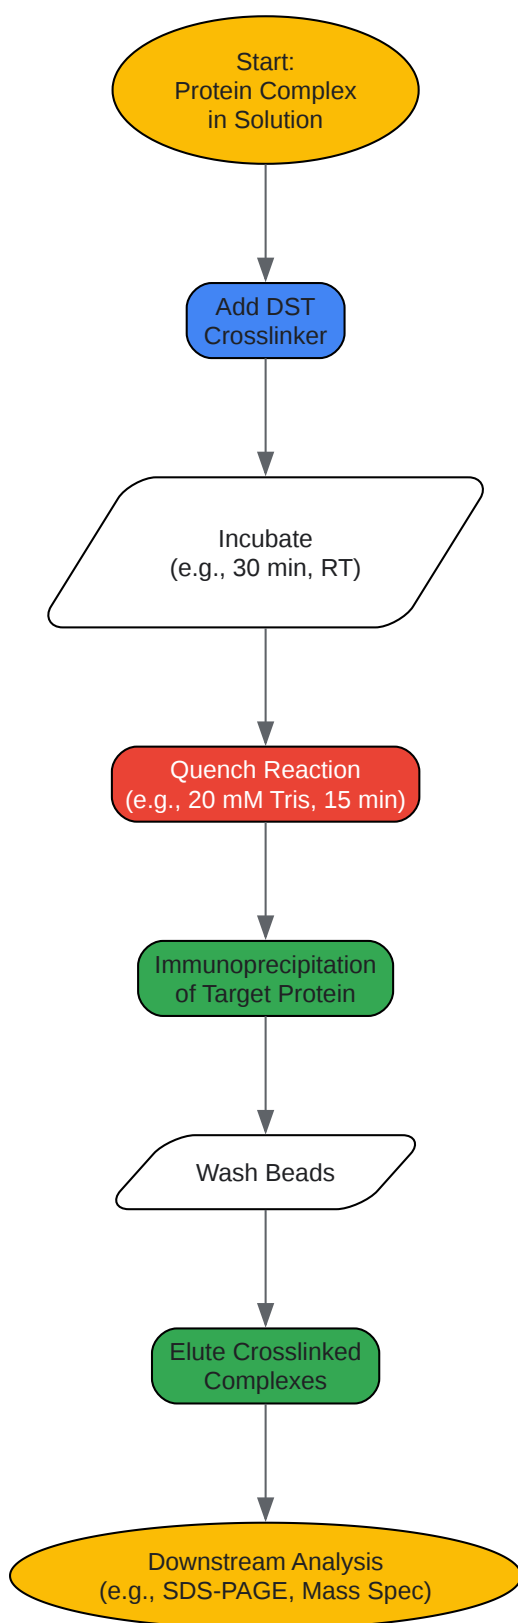 Start:
Protein Complex
in Solution
Add DST
Crosslinker
Incubate
(e.g., 30 min, RT)
Quench Reaction
(e.g., 20 mM Tris, 15 min)
Immunoprecipitation
of Target Protein
Wash Beads
Elute Crosslinked
Complexes
Downstream Analysis
(e.g., SDS-PAGE, Mass Spec)